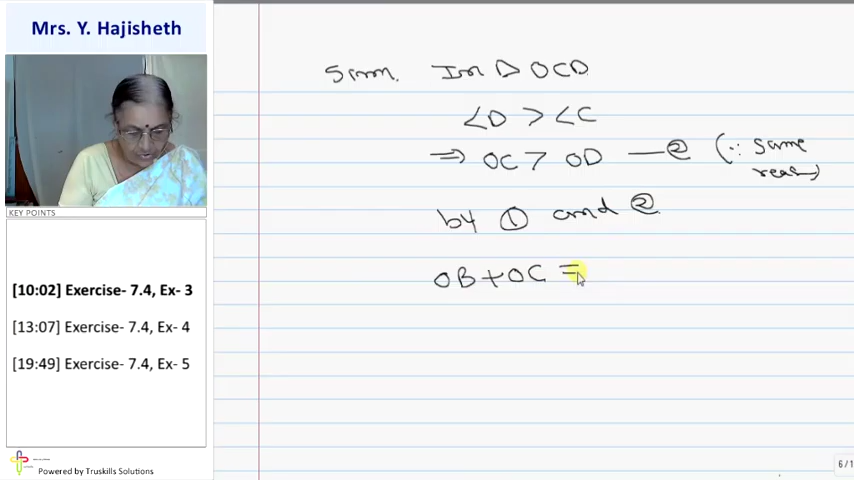 Mrs. Y. Hajisheth
KEY POINTS
[10:02] Exercise- 7.4, Ex- 3
[13:07] Exercise- 7.4, Ex- 4
[19:49] Exercise- 7.4, Ex- 5
Powered by Truskills Solutions
In △ OCD
<D > <C
⇒ OC > OD —② (∵ same
reason)
by ① and ②
OB+OC =
6/1